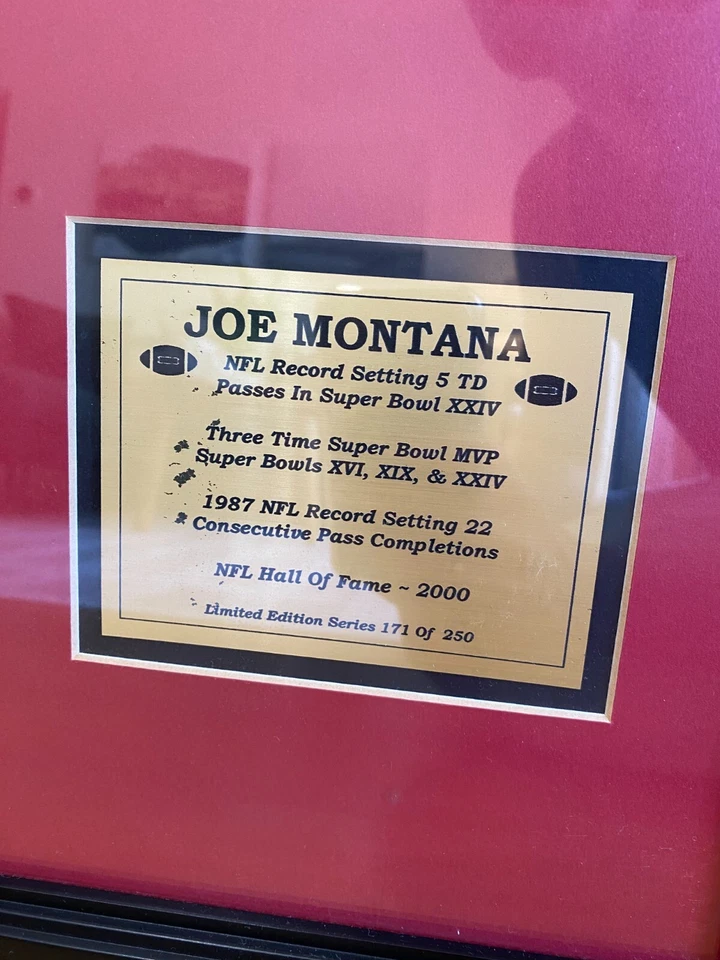 JOE MONTANA
NFL Record Setting 5 TD
Passes In Super Bowl XXIV
Three Time Super Bowl MVP
Super Bowls XVI, XIX, & XXIV
1987 NFL Record Setting 22
Consecutive Pass Completions
NFL Hall Of Fame ~ 2000
Limited Edition Series 171 Of 250